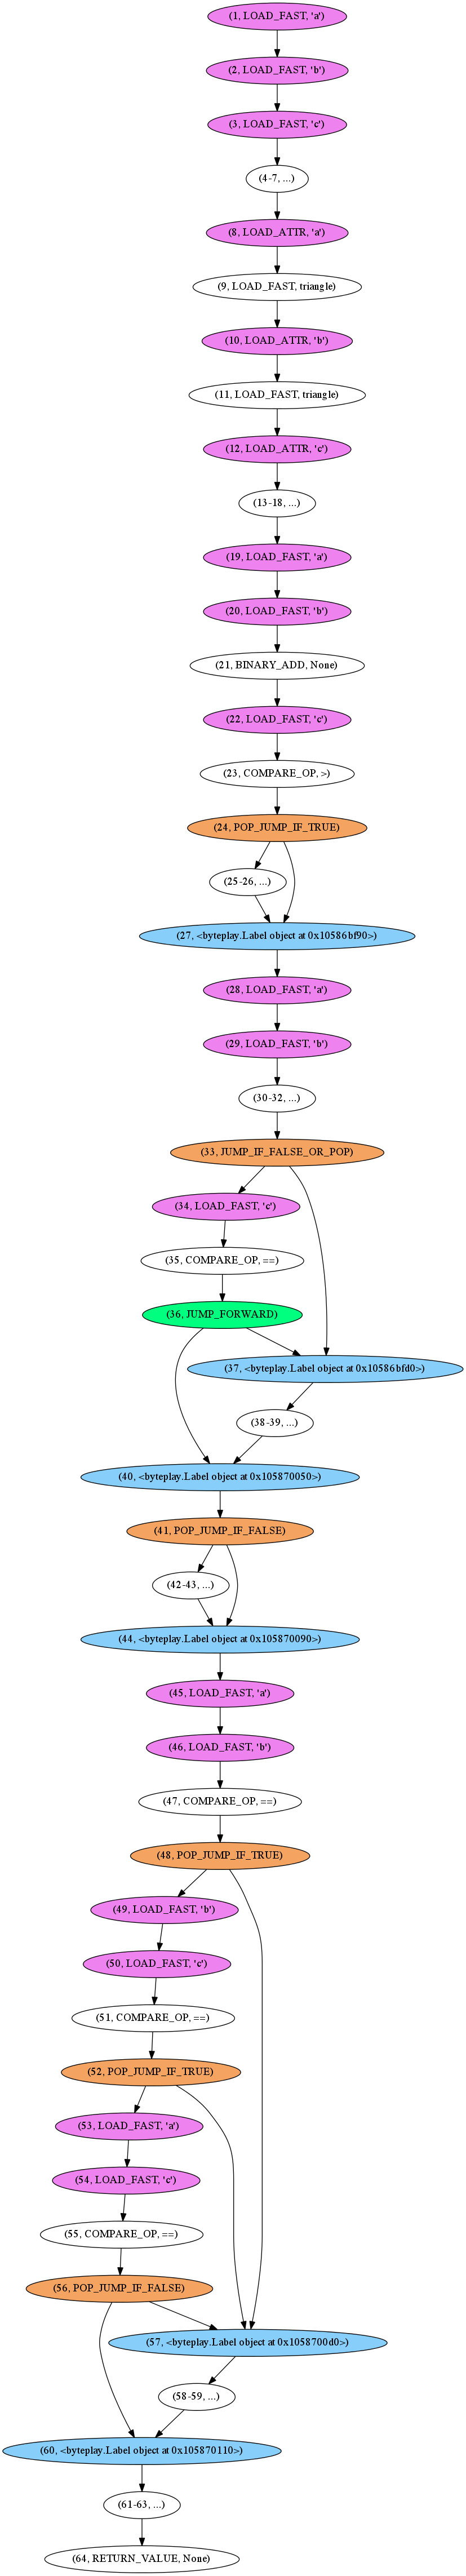 (1, LOAD_FAST, 'a')
(2, LOAD_FAST, 'b')
(3, LOAD_FAST, 'c')
(4-7, ...)
(8, LOAD_ATTR, 'a')
(9, LOAD_FAST, triangle)
(10, LOAD_ATTR, 'b')
(11, LOAD_FAST, triangle)
(12, LOAD_ATTR, 'c')
(13-18, ...)
(19, LOAD_FAST, 'a')
(20, LOAD_FAST, 'b')
(21, BINARY_ADD, None)
(22, LOAD_FAST, 'c')
(23, COMPARE_OP, >)
(24, POP_JUMP_IF_TRUE)
(25-26, ...)
(27, <byteplay.Label object at 0x10586bf90>)
(28, LOAD_FAST, 'a')
(29, LOAD_FAST, 'b')
(30-32, ...)
(33, JUMP_IF_FALSE_OR_POP)
(34, LOAD_FAST, 'c')
(35, COMPARE_OP, ==)
(36, JUMP_FORWARD)
(37, <byteplay.Label object at 0x10586bfd0>)
(38-39, ...)
(40, <byteplay.Label object at 0x105870050>)
(41, POP_JUMP_IF_FALSE)
(42-43, ...)
(44, <byteplay.Label object at 0x105870090>)
(45, LOAD_FAST, 'a')
(46, LOAD_FAST, 'b')
(47, COMPARE_OP, ==)
(48, POP_JUMP_IF_TRUE)
(49, LOAD_FAST, 'b')
(50, LOAD_FAST, 'c')
(51, COMPARE_OP, ==)
(52, POP_JUMP_IF_TRUE)
(53, LOAD_FAST, 'a')
(54, LOAD_FAST, 'c')
(55, COMPARE_OP, ==)
(56, POP_JUMP_IF_FALSE)
(57, <byteplay.Label object at 0x1058700d0>)
(58-59, ...)
(60, <byteplay.Label object at 0x105870110>)
(61-63, ...)
(64, RETURN_VALUE, None)